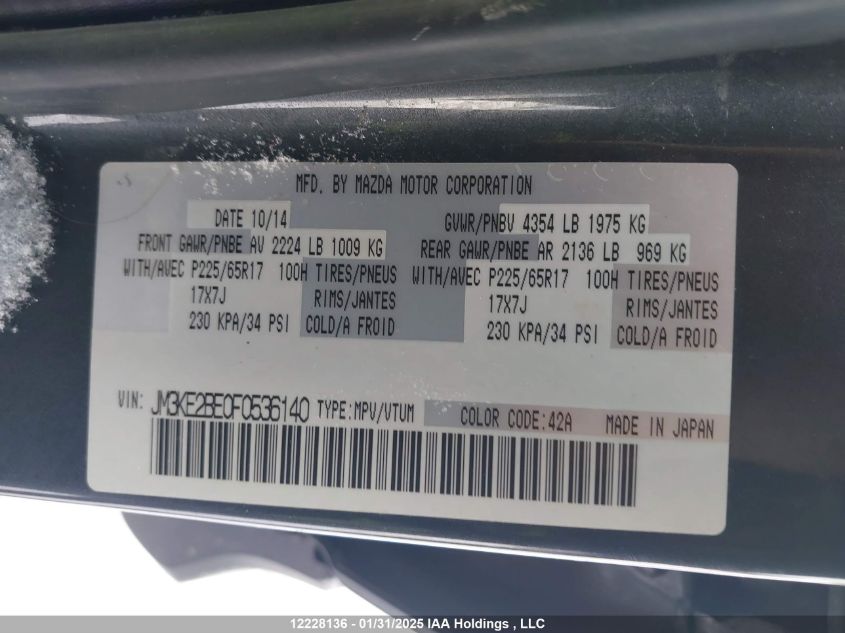 MFD. BY MAZDA MOTOR CORPORATION
DATE 10/14 GVWR/PNBV 4354 LB 1975 KG
FRONT GAWR/PNBE AV 2224 LB 1009 KG REAR GAWR/PNBE AR 2136 LB 969 KG
WITH/AVEC P225/65R17 100H TIRES/PNEUS WITH/AVEC P225/65R17 100H TIRES/PNEUS
17X7J RIMS/JANTES 17X7J RIMS/JANTES
230 KPA/34 PSI COLD/A FROID 230 KPA/34 PSI COLD/A FROID
VIN: JM3KE2BE0F0536140 TYPE:MPV/VTUM COLOR CODE:42A MADE IN JAPAN
12228136 - 01/31/2025 IAA Holdings , LLC